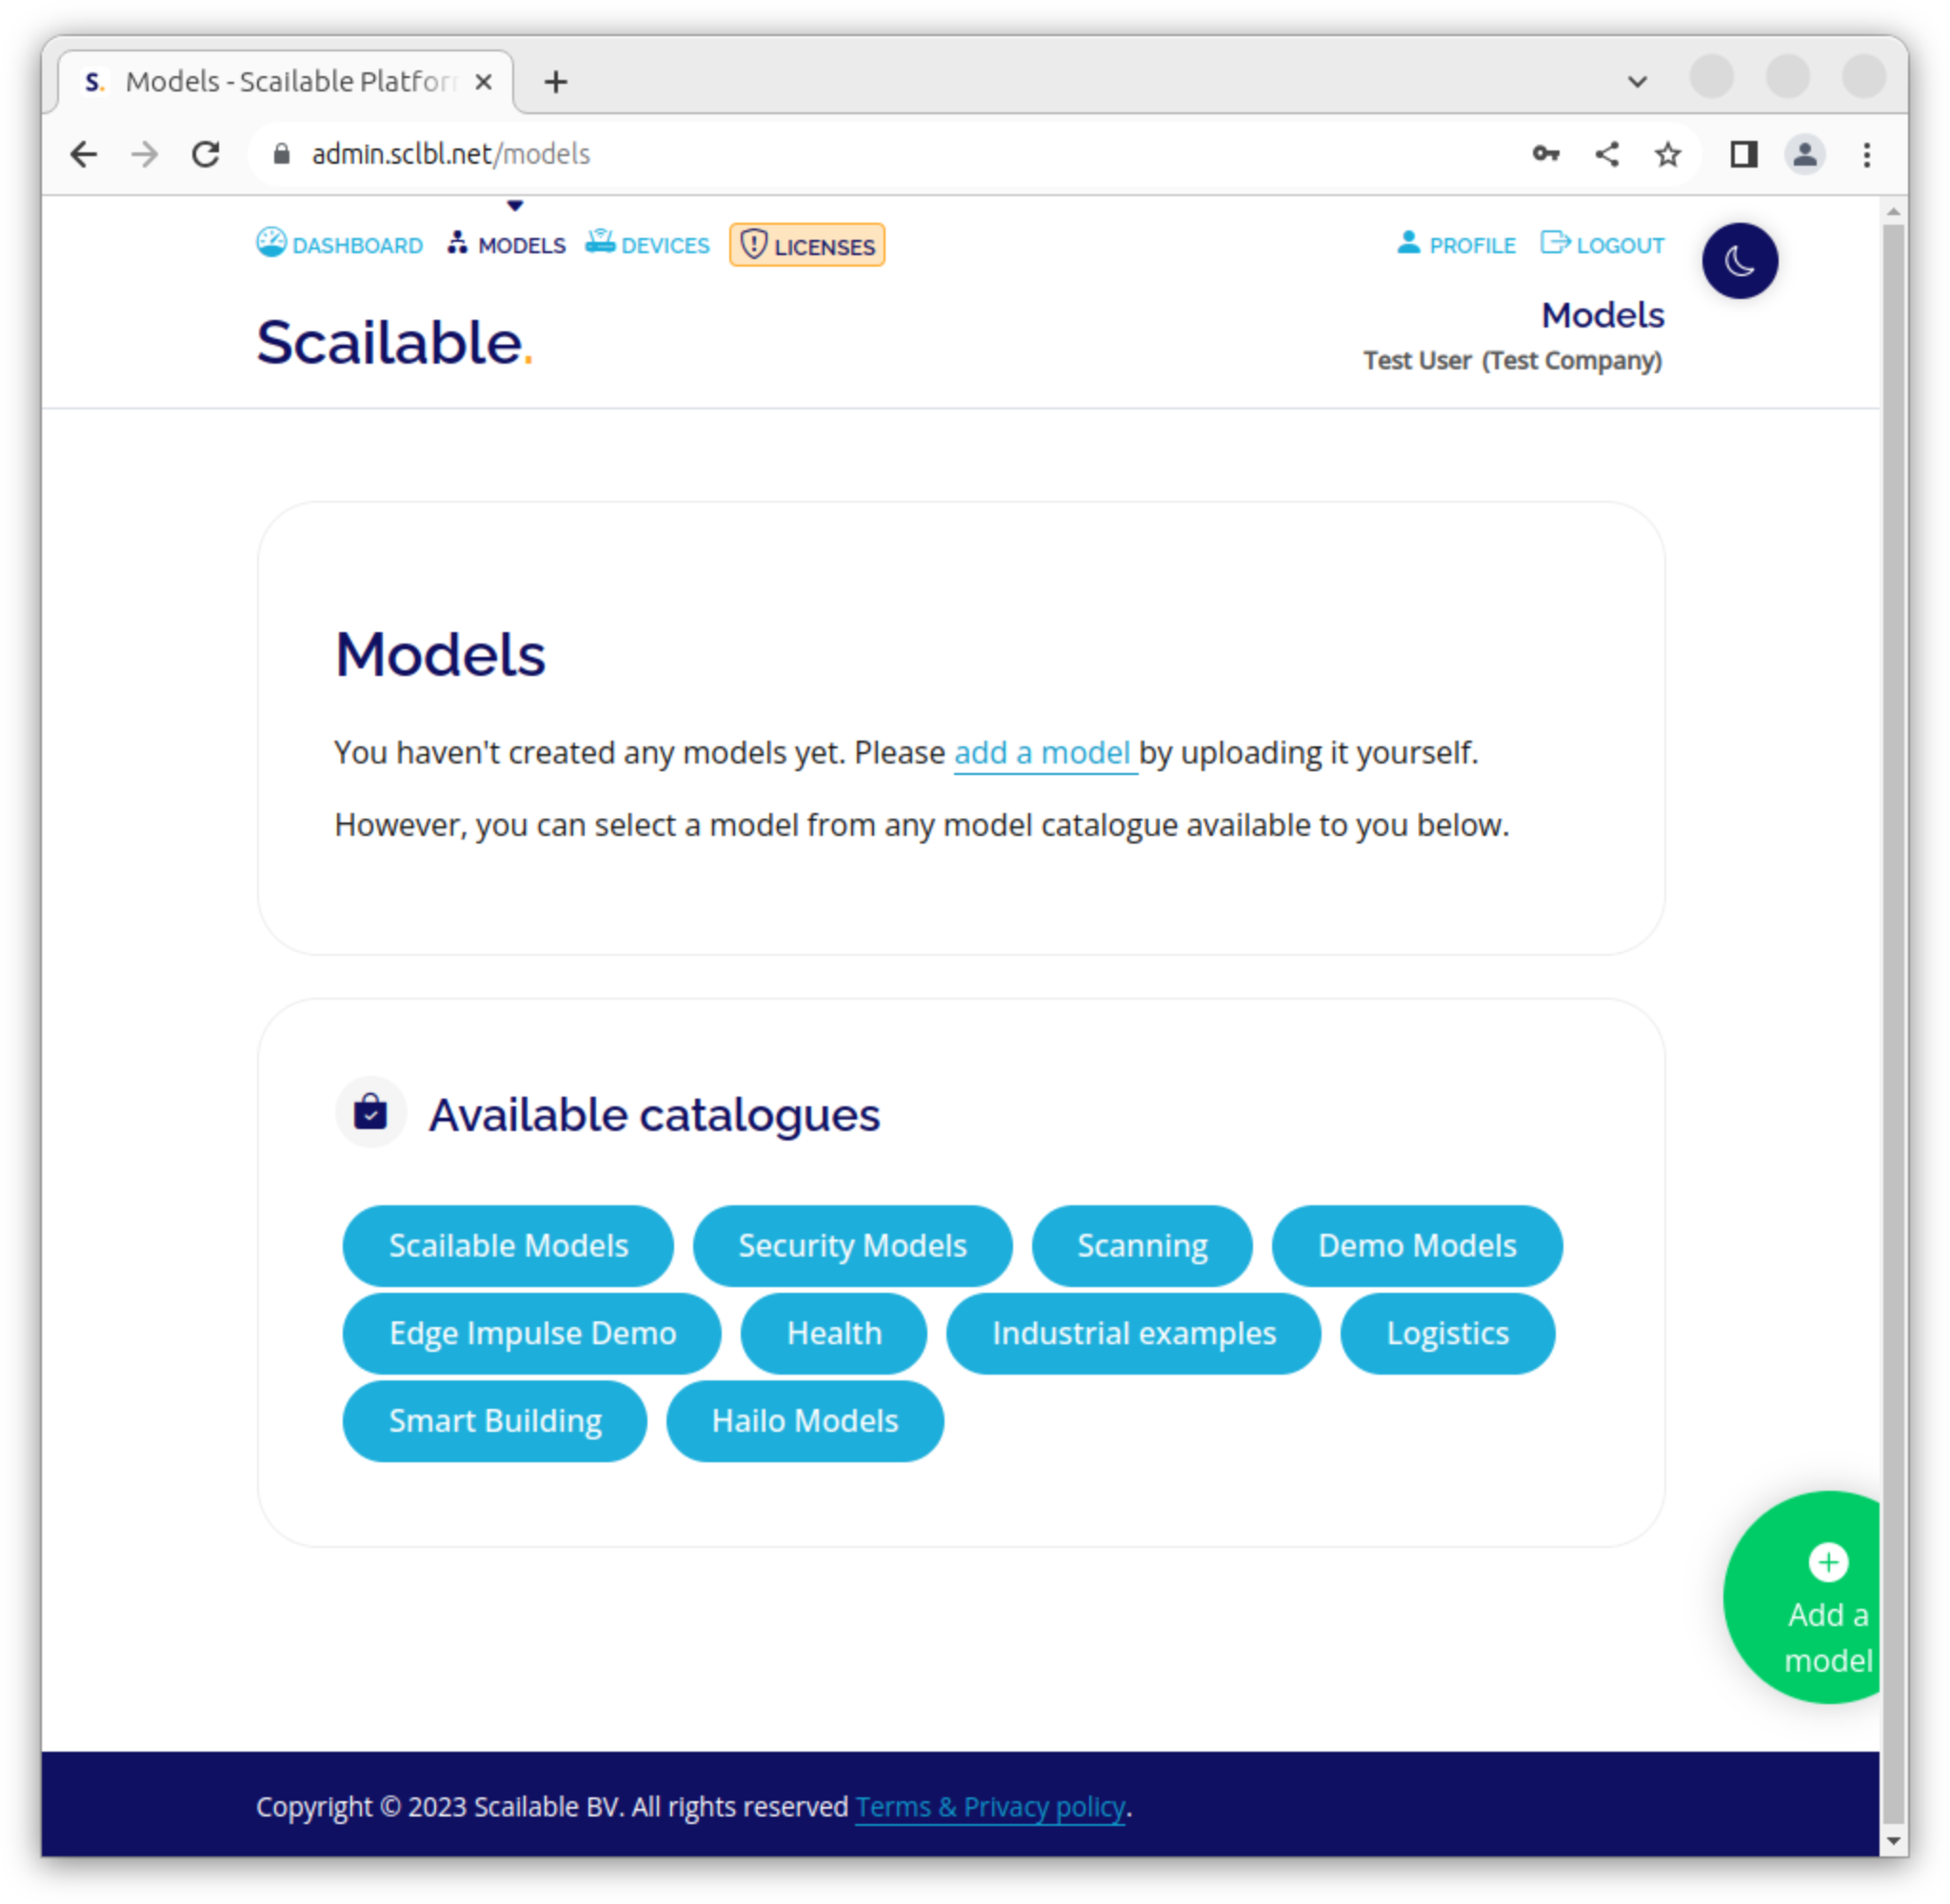 S. Models - Scailable Platfor
admin.sclbl.net/models
DASHBOARD MODELS DEVICES LICENSES PROFILE LOGOUT
Scailable.
Models
Test User (Test Company)
Models
You haven't created any models yet. Please add a model by uploading it yourself.
However, you can select a model from any model catalogue available to you below.
Available catalogues
Scailable Models Security Models Scanning Demo Models
Edge Impulse Demo Health Industrial examples Logistics
Smart Building Hailo Models
Add a
model
Copyright © 2023 Scailable BV. All rights reserved Terms & Privacy policy.